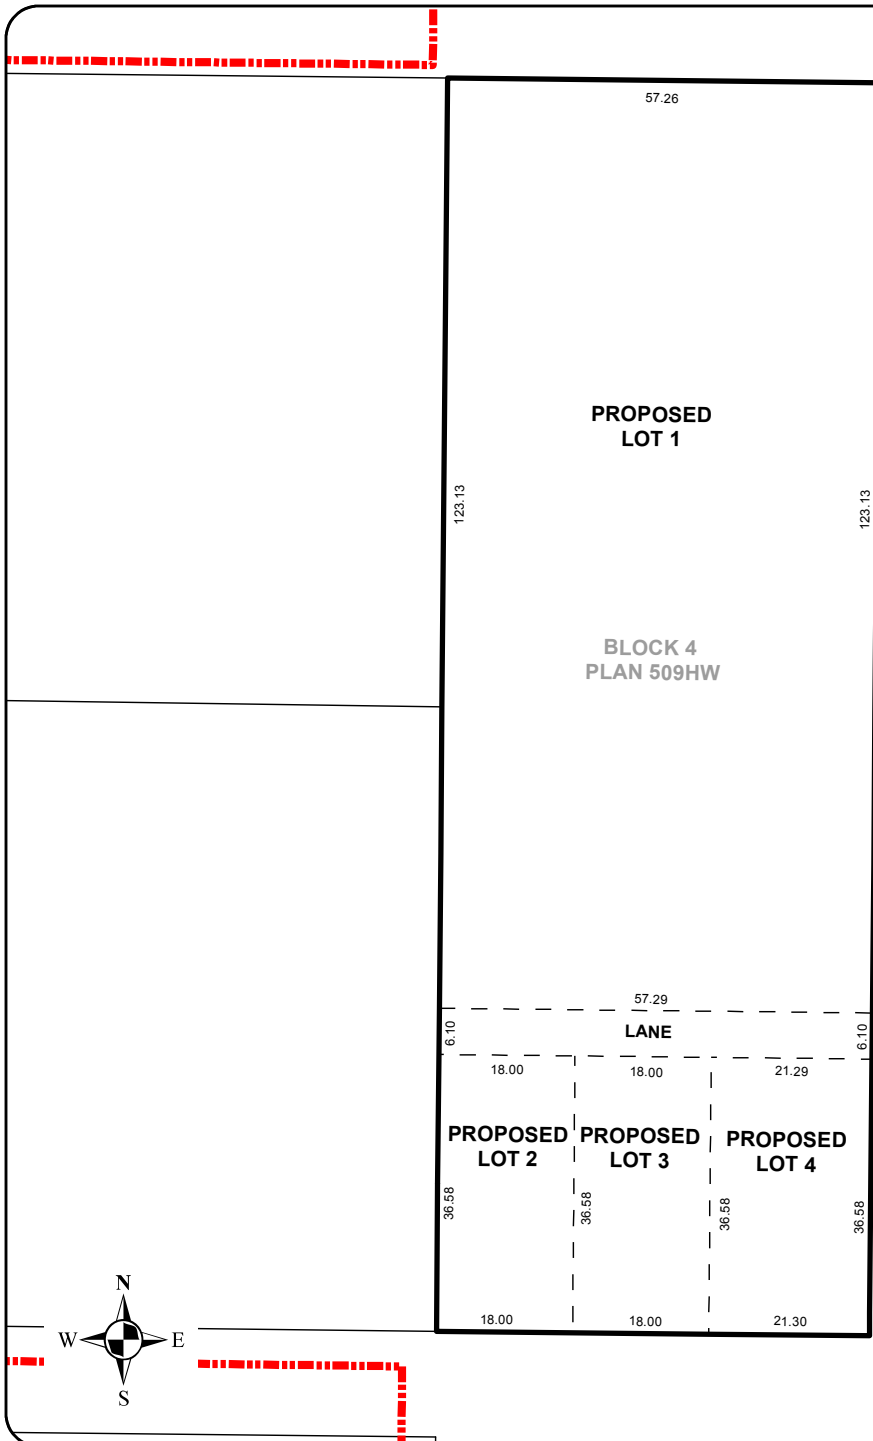 57.26
PROPOSED
LOT 1
123.13
123.13
BLOCK 4
PLAN 509HW
57.29
6.10
LANE
6.10
18.00
18.00
21.29
PROPOSED
LOT 2
PROPOSED
LOT 3
PROPOSED
LOT 4
36.58
36.58
36.58
36.58
18.00
18.00
21.30
N
W
E
S